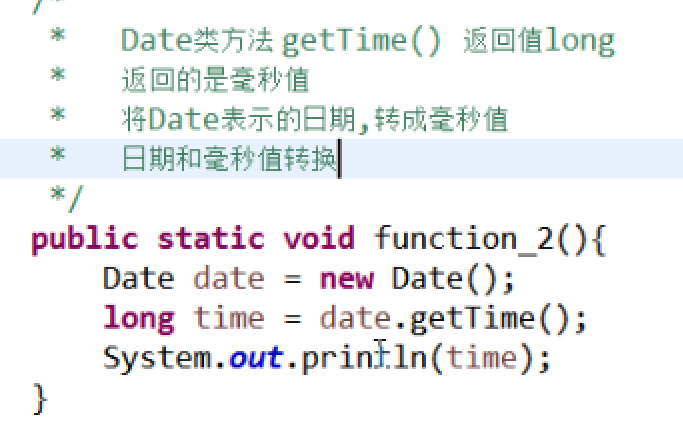 /*
*   Date类方法 getTime()  返回值long
*   返回的是毫秒值
*   将Date表示的日期,转成毫秒值
*   日期和毫秒值转换
*/
public static void function_2(){
    Date date = new Date();
    long time = date.getTime();
    System.out.println(time);
}